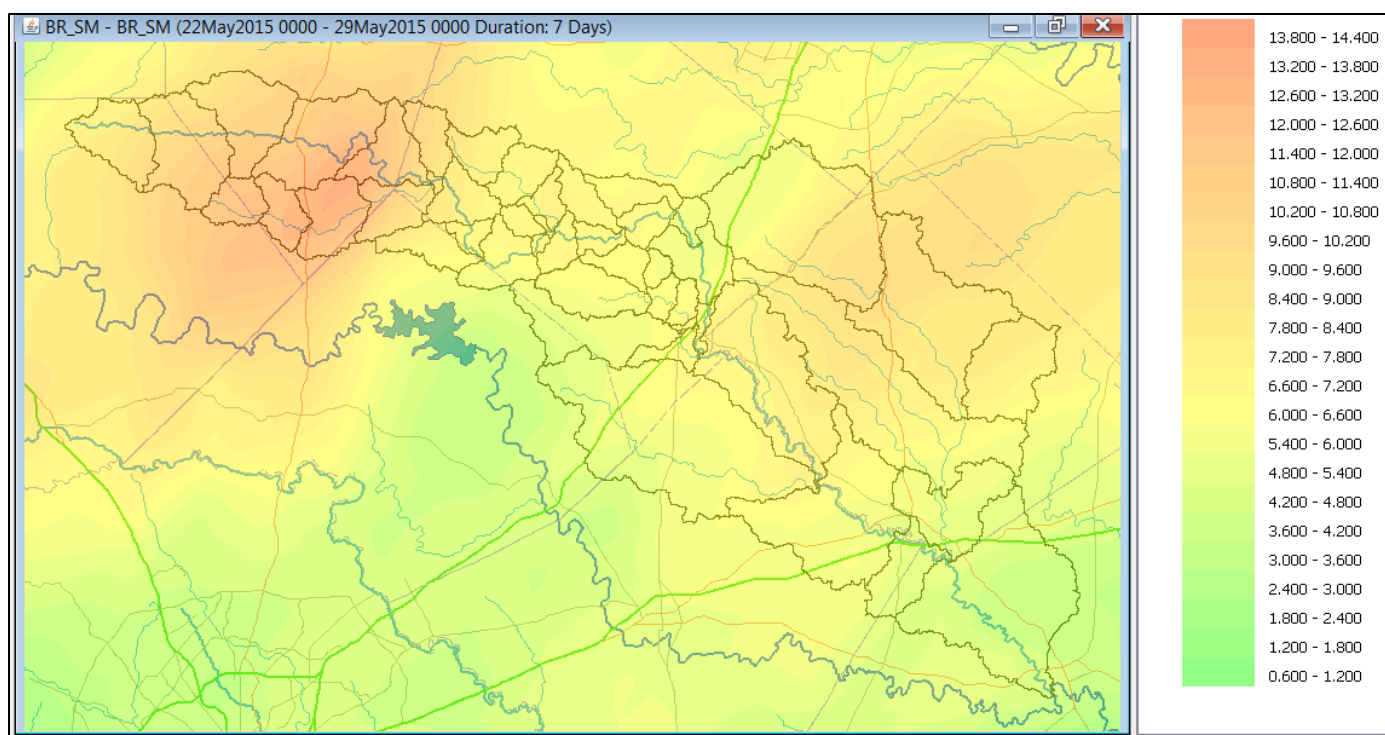 BR_SM - BR_SM (22May2015 0000 - 29May2015 0000 Duration: 7 Days)
13.800 - 14.400
13.200 - 13.800
12.600 - 13.200
12.000 - 12.600
11.400 - 12.000
10.800 - 11.400
10.200 - 10.800
9.600 - 10.200
9.000 - 9.600
8.400 - 9.000
7.800 - 8.400
7.200 - 7.800
6.600 - 7.200
6.000 - 6.600
5.400 - 6.000
4.800 - 5.400
4.200 - 4.800
3.600 - 4.200
3.000 - 3.600
2.400 - 3.000
1.800 - 2.400
1.200 - 1.800
0.600 - 1.200